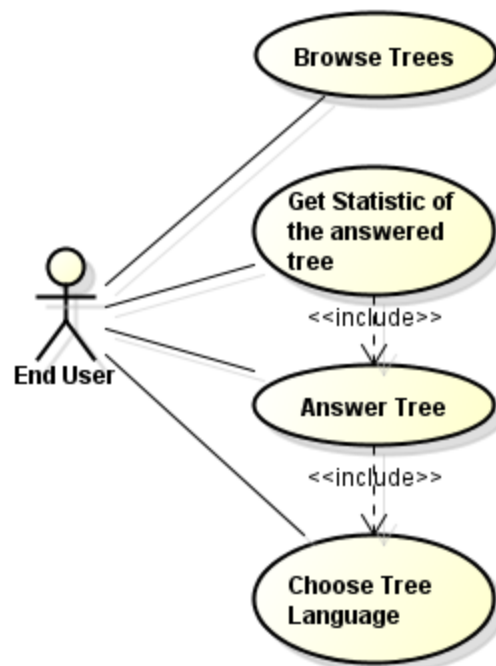 Browse Trees
Get Statistic of
the answered
tree
<<include>>
End User
Answer Tree
<<include>>
Choose Tree
Language